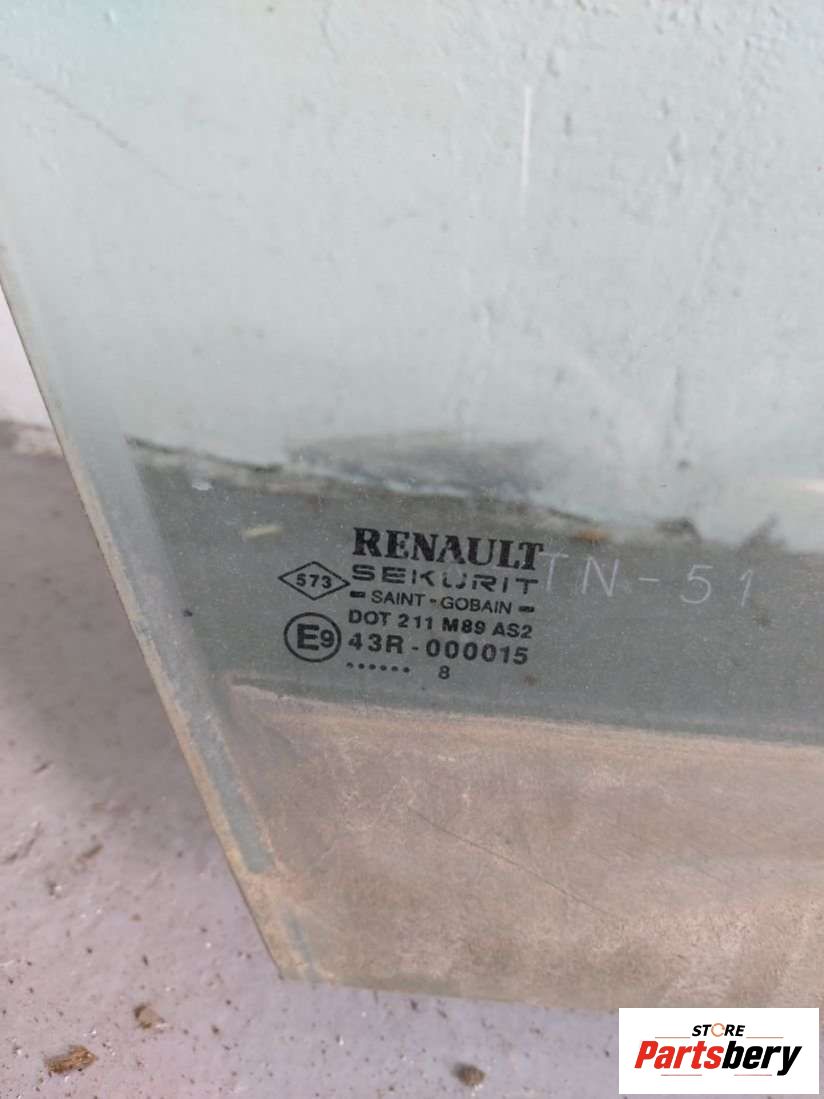 RENAULT
573 SEKURIT TN-51
SAINT-GOBAIN
DOT 211 M89 AS2
E9 43R-000015
...... 8
STORE
Partsbery